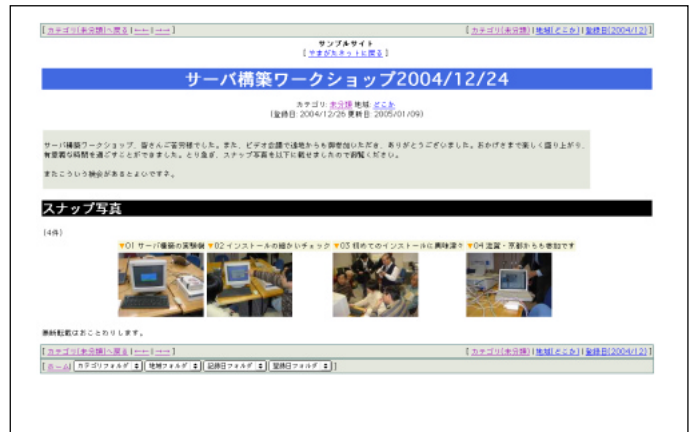 [ カテゴリ(未分類)へ戻る | ←← | →→ ] [ カテゴリ(未分類) | 地域(どこか) | 登録日(2004/12) ]
サンプルサイト
[ やまがたネットに戻る ]
サーバ構築ワークショップ2004/12/24
カテゴリ: 未分類 地域: どこか
(登録日: 2004/12/26 更新日: 2005/01/09)
サーバ構築ワークショップ、皆さんご苦労様でした。また、ビデオ会議で遠地からも御参加いただき、ありがとうございました。おかげさまで楽しく盛り上がり、
有意義な時間を過ごすことができました。とり急ぎ、スナップ写真を以下に載せましたので御覧ください。
またこういう機会があるとよいですネ。
スナップ写真
(4件)
▼01 サーバ構築の実験機 ▼02 インストールの細かいチェック ▼03 初めてのインストールに興味津々 ▼04 滋賀・京都からも参加です
無断転載はおことわりします。
[ カテゴリ(未分類)へ戻る | ←← | →→ ] [ カテゴリ(未分類) | 地域(どこか) | 登録日(2004/12) ]
[ ホーム| カテゴリフォルダ 地域フォルダ 記録日フォルダ 登録日フォルダ ]